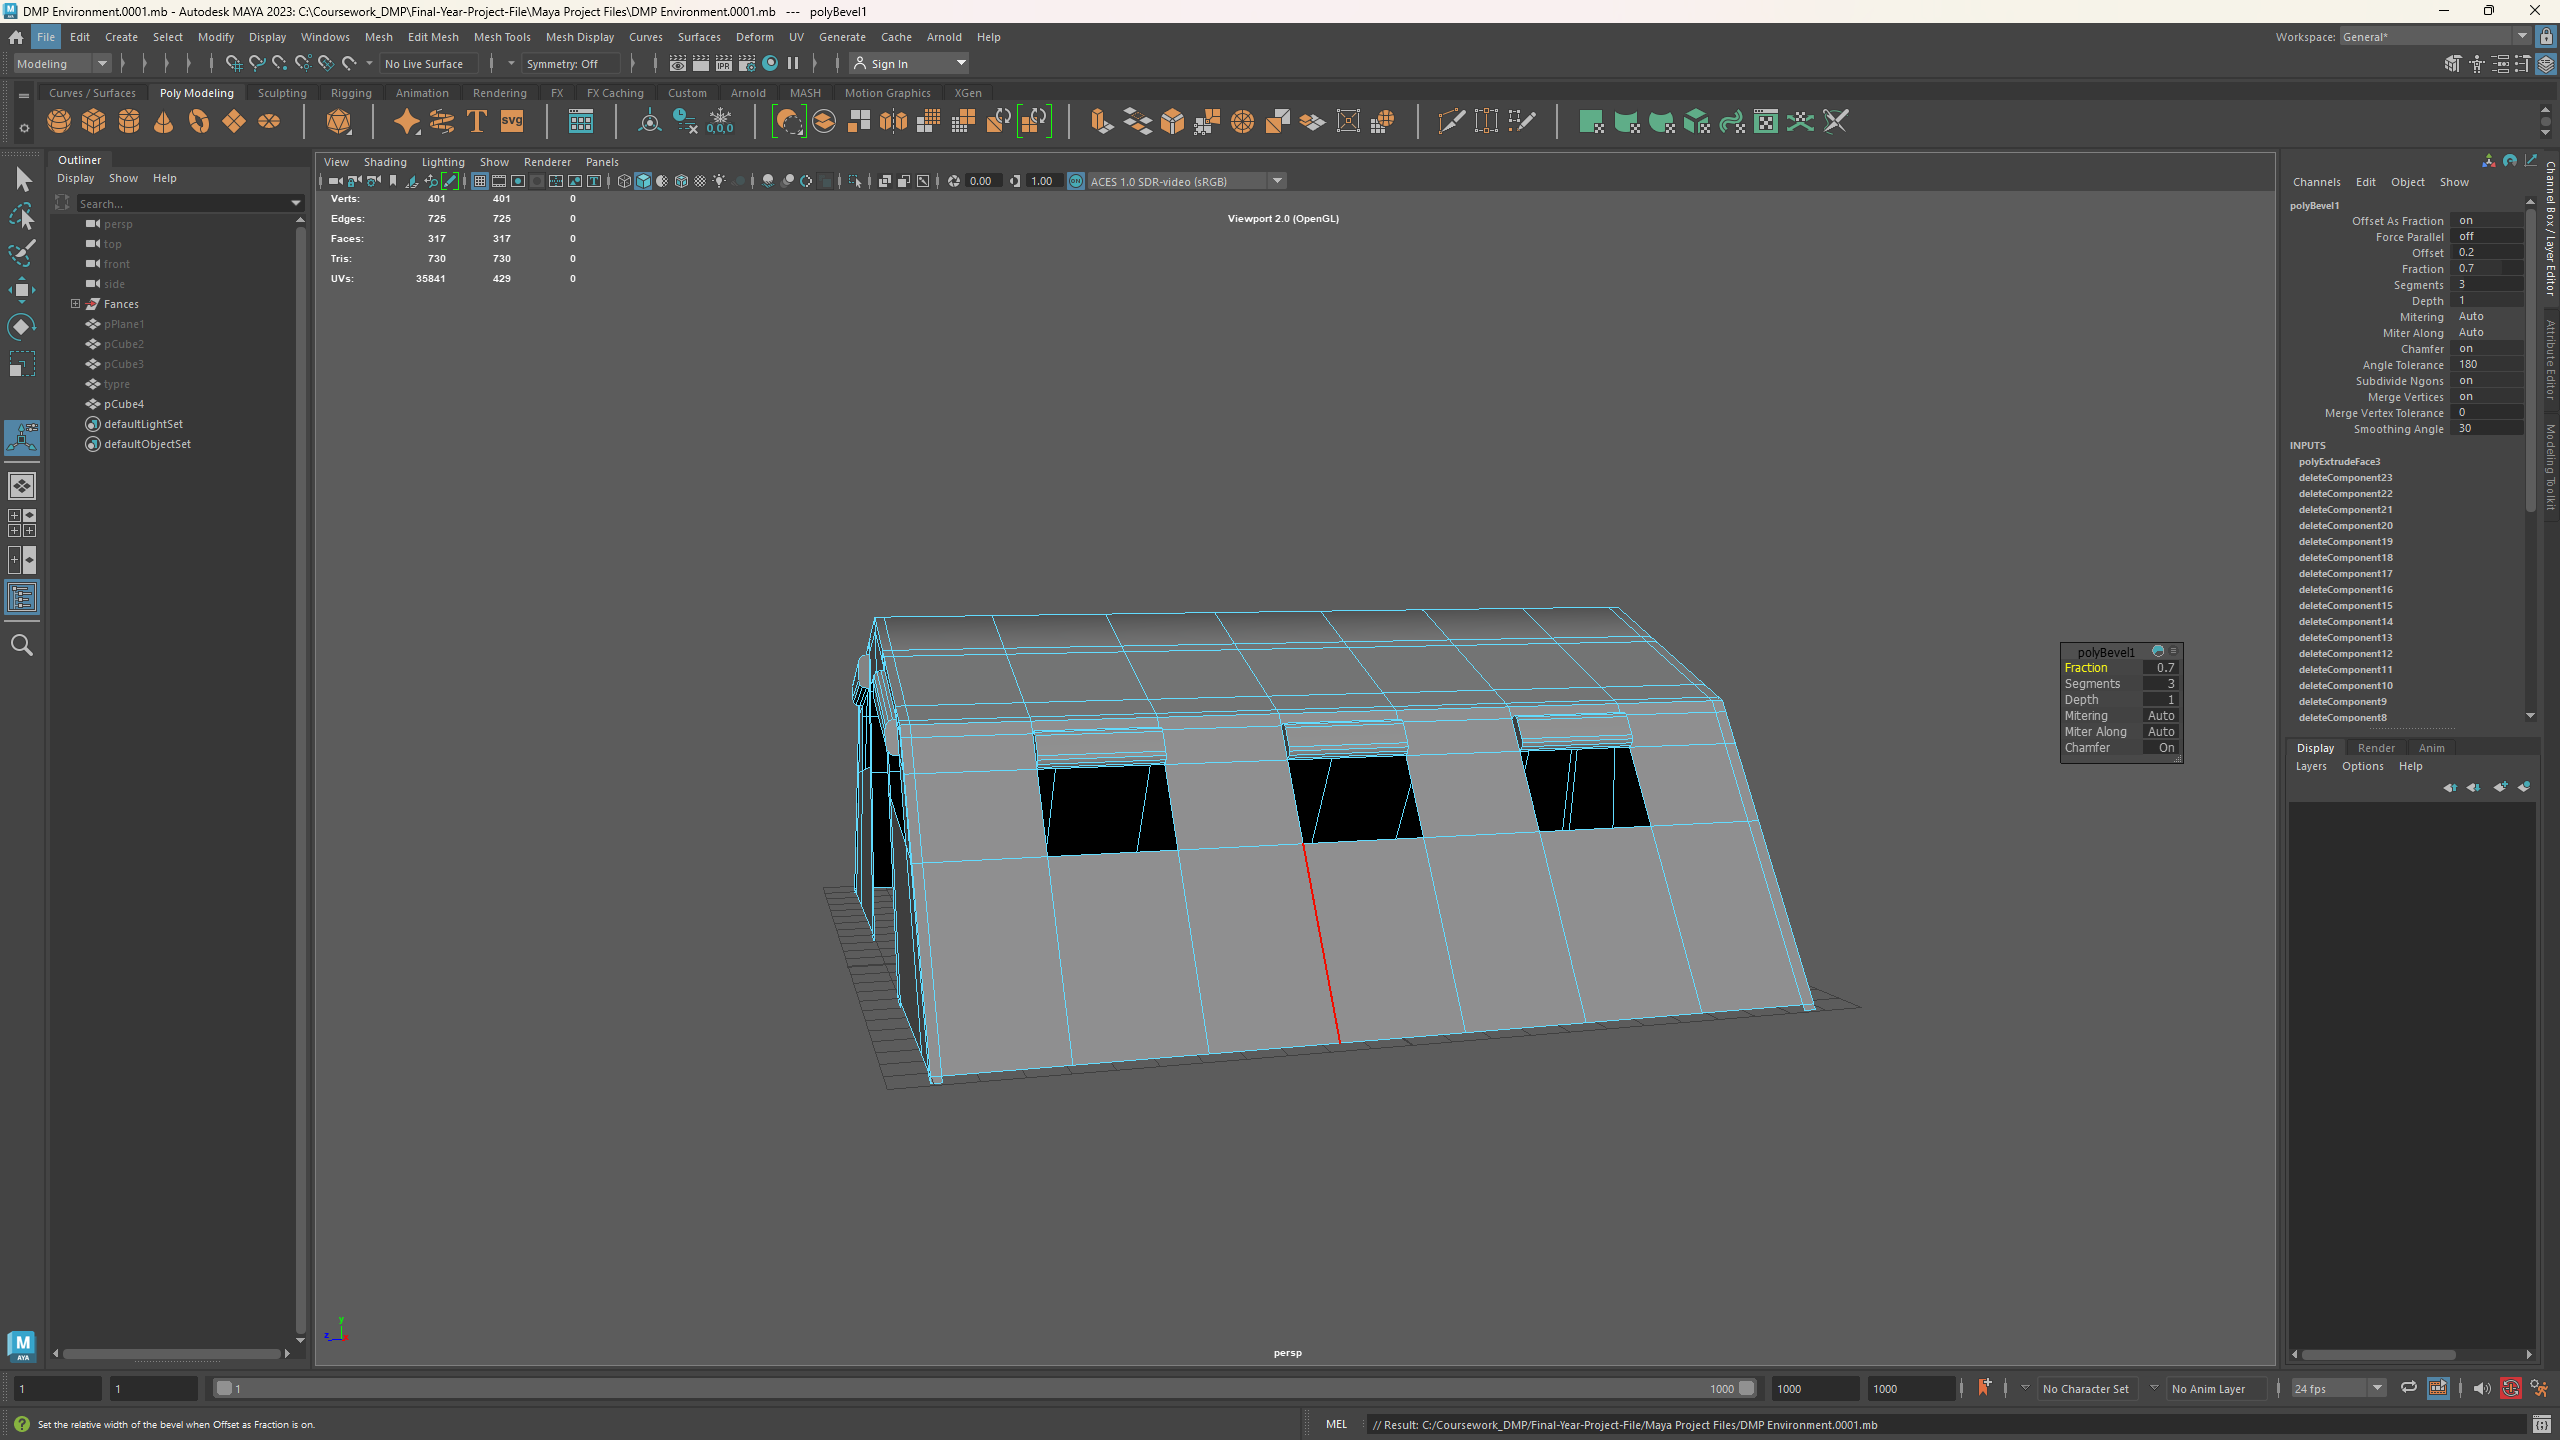 DMP Environment.0001.mb - Autodesk MAYA 2023: C:\Coursework_DMP\Final-Year-Project-File\Maya Project Files\DMP Environment.0001.mb --- polyBevel1
File Edit Create Select Modify Display Windows Mesh Edit Mesh Mesh Tools Mesh Display Curves Surfaces Deform UV Generate Cache Arnold Help
Workspace: General*
Modeling No Live Surface Symmetry: Off Sign In
Curves / Surfaces Poly Modeling Sculpting Rigging Animation Rendering FX FX Caching Custom Arnold MASH Motion Graphics XGen
Outliner
Display Show Help
Search...
persp
top
front
side
Fances
pPlane1
pCube2
pCube3
typre
pCube4
defaultLightSet
defaultObjectSet
View Shading Lighting Show Renderer Panels
0.00 1.00 ACES 1.0 SDR-video (sRGB)
Verts: 401 401 0
Edges: 725 725 0
Faces: 317 317 0
Tris: 730 730 0
UVs: 35841 429 0
Viewport 2.0 (OpenGL)
polyBevel1
Fraction 0.7
Segments 3
Depth 1
Mitering Auto
Miter Along Auto
Chamfer On
y
z
persp
Channels Edit Object Show
polyBevel1
Offset As Fraction on
Force Parallel off
Offset 0.2
Fraction 0.7
Segments 3
Depth 1
Mitering Auto
Miter Along Auto
Chamfer on
Angle Tolerance 180
Subdivide Ngons on
Merge Vertices on
Merge Vertex Tolerance 0
Smoothing Angle 30
INPUTS
polyExtrudeFace3
deleteComponent23
deleteComponent22
deleteComponent21
deleteComponent20
deleteComponent19
deleteComponent18
deleteComponent17
deleteComponent16
deleteComponent15
deleteComponent14
deleteComponent13
deleteComponent12
deleteComponent11
deleteComponent10
deleteComponent9
deleteComponent8
Display Render Anim
Layers Options Help
Channel Box / Layer Editor
Attribute Editor
Modeling Toolkit
M
AYA
1 1 1 1000 1000 1000 No Character Set No Anim Layer 24 fps
Set the relative width of the bevel when Offset as Fraction is on.
MEL // Result: C:/Coursework_DMP/Final-Year-Project-File/Maya Project Files/DMP Environment.0001.mb